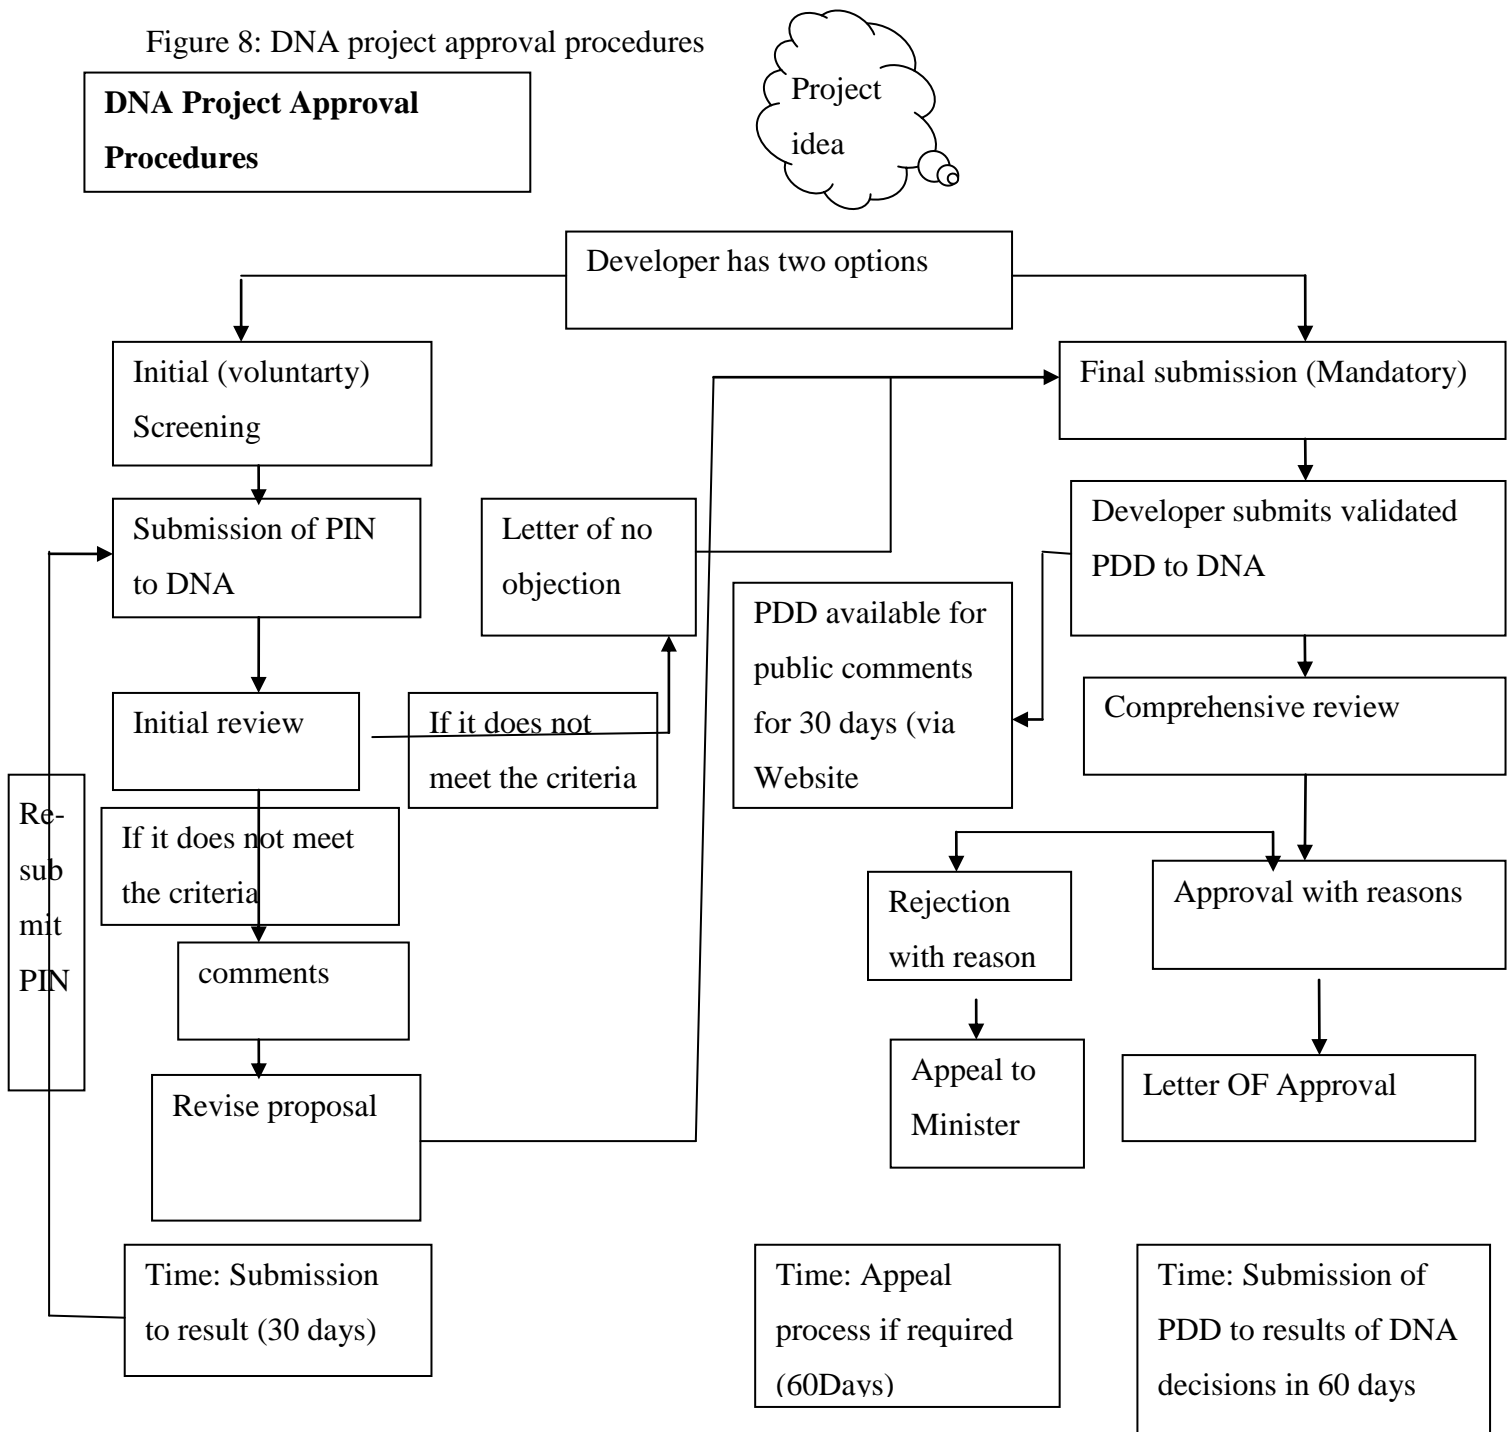 Figure 8: DNA project approval procedures
DNA Project Approval
Procedures
Project
idea
Developer has two options
Initial (voluntarty)
Screening
Final submission (Mandatory)
Submission of PIN
to DNA
Letter of no
objection
Developer submits validated
PDD to DNA
PDD available for
public comments
for 30 days (via
Website
Initial review
If it does not
meet the criteria
Comprehensive review
Re-
sub
mit
PIN
If it does not meet
the criteria
Rejection
with reason
Approval with reasons
comments
Revise proposal
Appeal to
Minister
Letter OF Approval
Time: Submission
to result (30 days)
Time: Appeal
process if required
(60Days)
Time: Submission of
PDD to results of DNA
decisions in 60 days